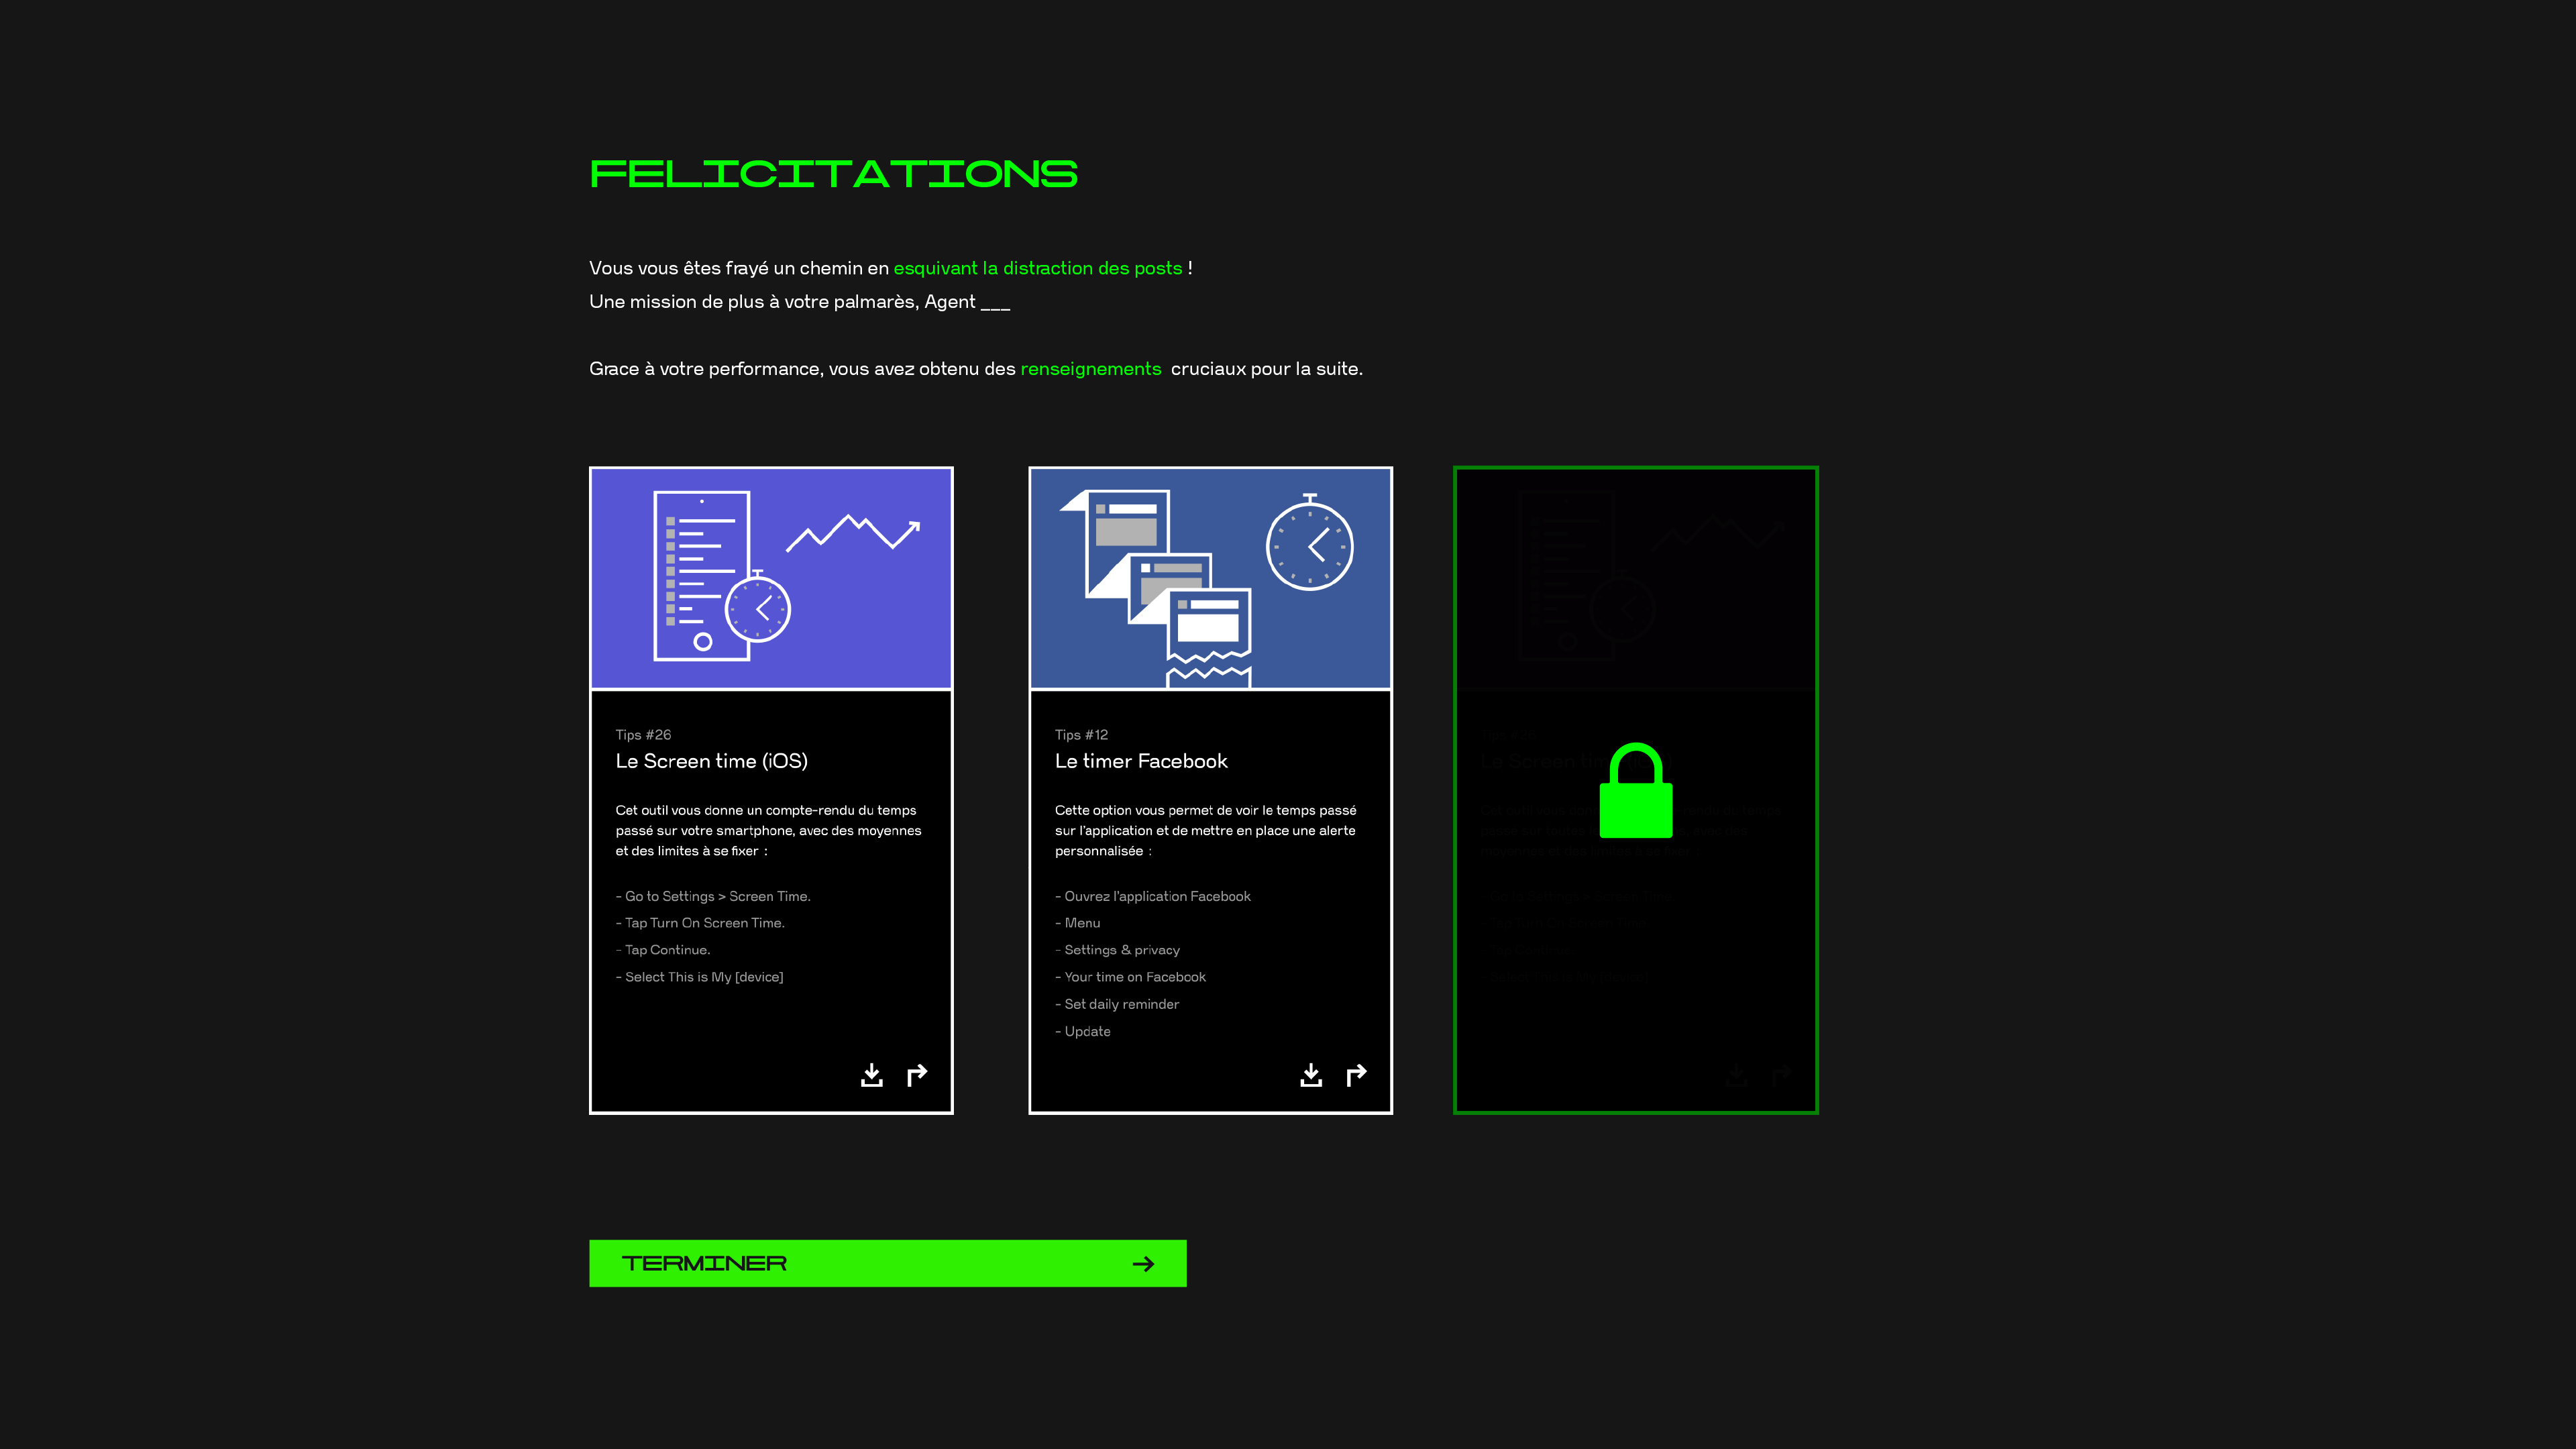 FELICITATIONS
Vous vous êtes frayé un chemin en esquivant la distraction des posts !
Une mission de plus à votre palmarès, Agent ___
Grace à votre performance, vous avez obtenu des renseignements cruciaux pour la suite.
Tips #26
Le Screen time (iOS)
Cet outil vous donne un compte-rendu du temps
passé sur votre smartphone, avec des moyennes
et des limites à se fixer :
- Go to Settings > Screen Time.
- Tap Turn On Screen Time.
- Tap Continue.
- Select This is My [device]
Tips #12
Le timer Facebook
Cette option vous permet de voir le temps passé
sur l'application et de mettre en place une alerte
personnalisée :
- Ouvrez l'application Facebook
- Menu
- Settings & privacy
- Your time on Facebook
- Set daily reminder
- Update
Le Screen
TERMINER